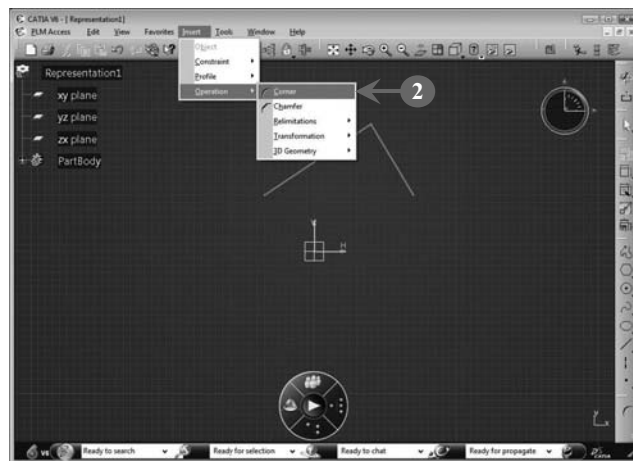 CATIA V6 - [Representation1]
PLM Access Edit View Favorites Insert Tools Window Help
Object
Constraint
Profile
Operation
Corner
Chamfer
Relimitations
Transformation
3D Geometry
2
Representation1
xy plane
yz plane
zx plane
PartBody
V
H
V6 Ready to search Ready for selection Ready to chat Ready for propagate CATIA